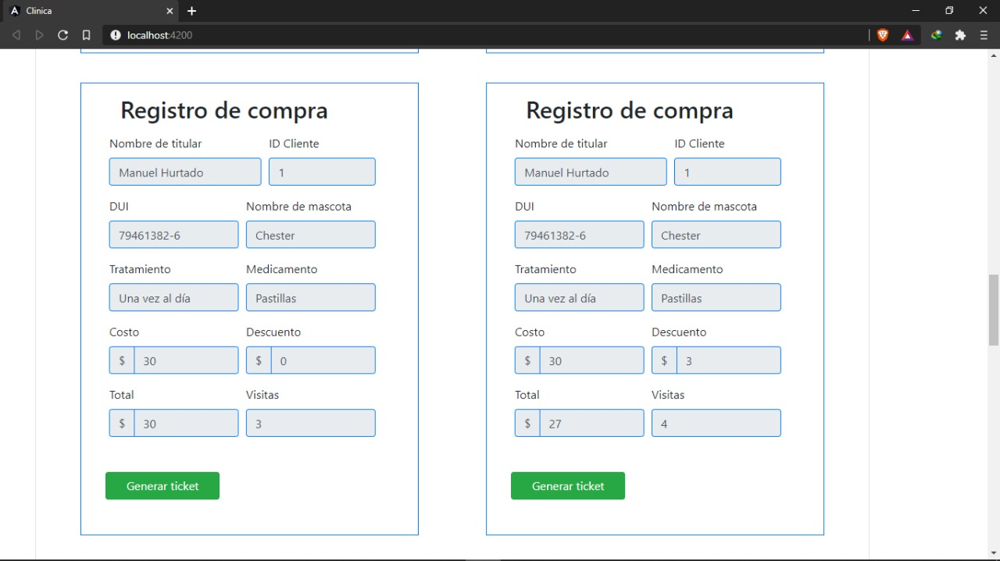 Clinica
localhost:4200
Registro de compra
Nombre de titular ID Cliente
Manuel Hurtado 1
DUI Nombre de mascota
79461382-6 Chester
Tratamiento Medicamento
Una vez al día Pastillas
Costo Descuento
$ 30 $ 0
Total Visitas
$ 30 3
Generar ticket
Registro de compra
Nombre de titular ID Cliente
Manuel Hurtado 1
DUI Nombre de mascota
79461382-6 Chester
Tratamiento Medicamento
Una vez al día Pastillas
Costo Descuento
$ 30 $ 3
Total Visitas
$ 27 4
Generar ticket